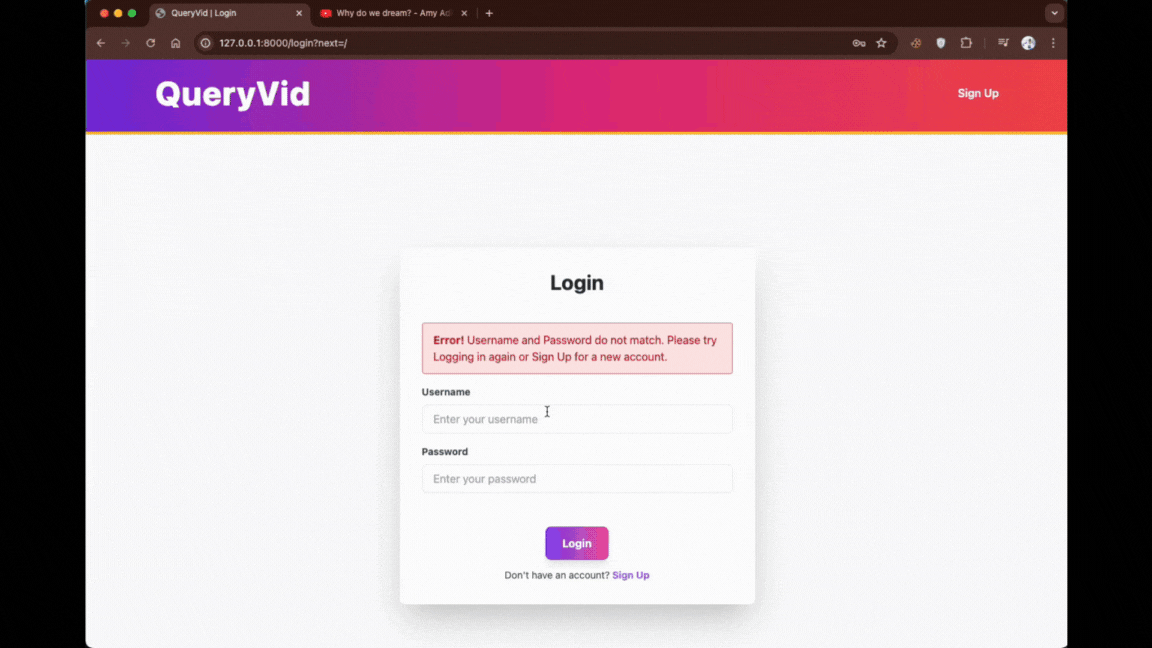 QueryVid | Login
Why do we dream? - Amy Ad
127.0.0.1:8000/login?next=/
QueryVid
Sign Up
Login
Error! Username and Password do not match. Please try
Logging in again or Sign Up for a new account.
Username
Enter your username
Password
Enter your password
Login
Don't have an account? Sign Up